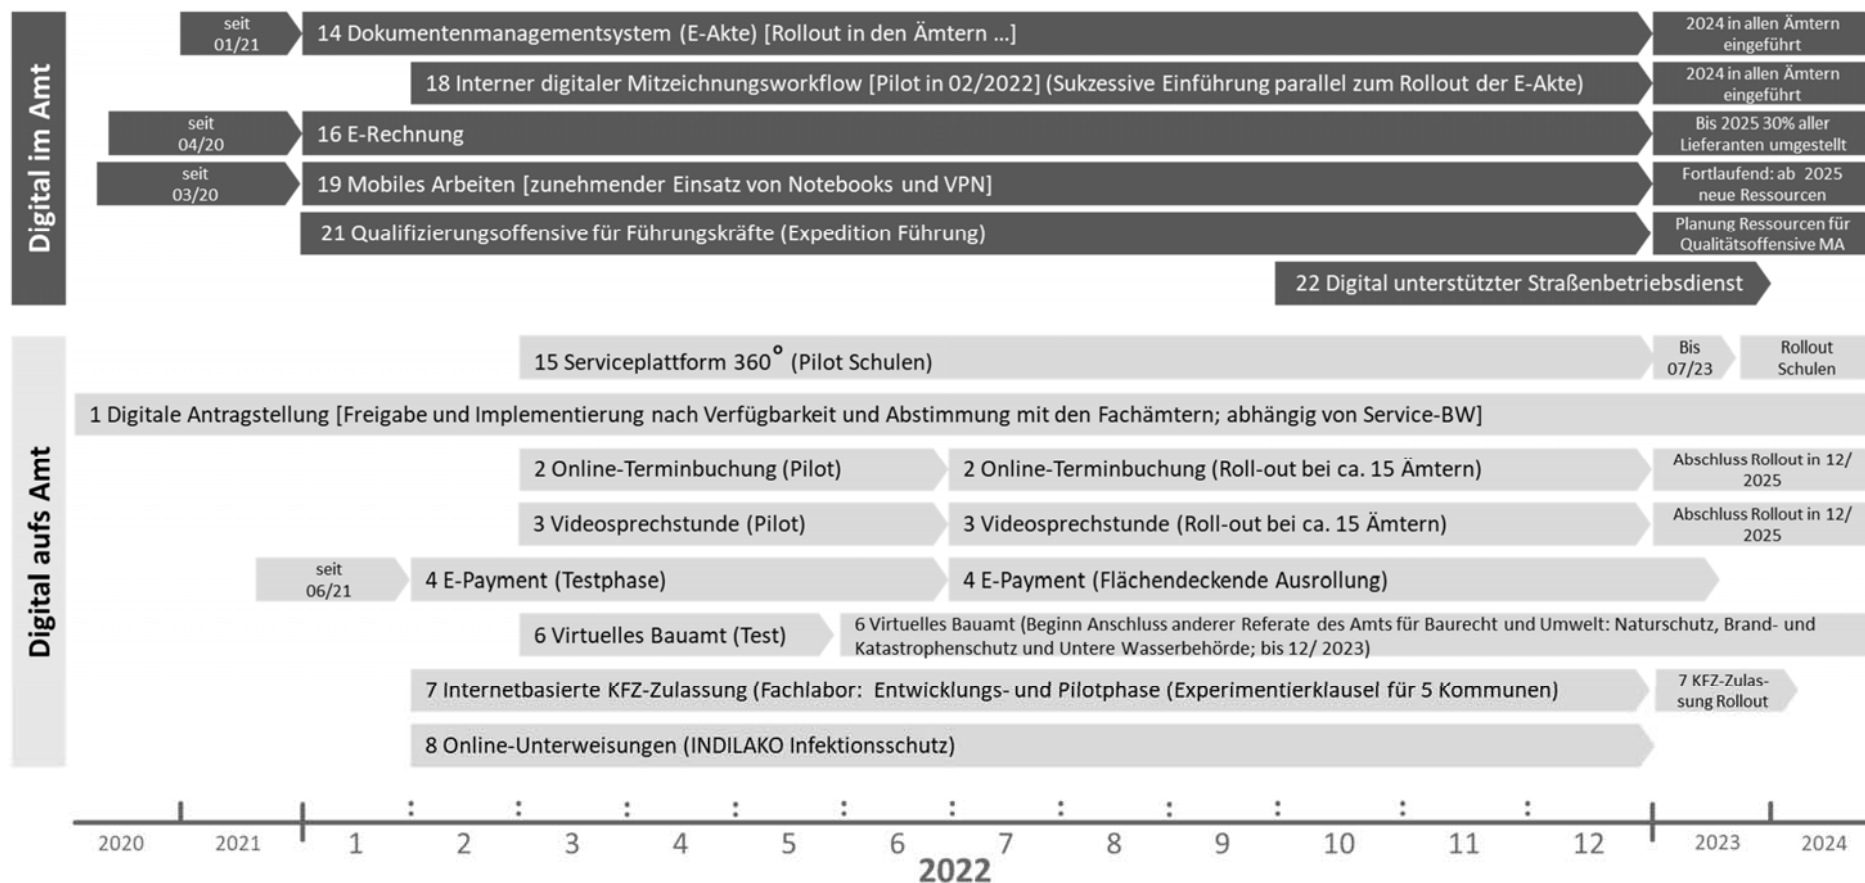 Digital im Amt
seit
01/21
14 Dokumentenmanagementsystem (E-Akte) [Rollout in den Ämtern ...]
2024 in allen Ämtern
eingeführt
18 Interner digitaler Mitzeichnungsworkflow [Pilot in 02/2022] (Sukzessive Einführung parallel zum Rollout der E-Akte)
2024 in allen Ämtern
eingeführt
seit
04/20
16 E-Rechnung
Bis 2025 30% aller
Lieferanten umgestellt
seit
03/20
19 Mobiles Arbeiten [zunehmender Einsatz von Notebooks und VPN]
Fortlaufend: ab 2025
neue Ressourcen
21 Qualifizierungsoffensive für Führungskräfte (Expedition Führung)
Planung Ressourcen für
Qualitätsoffensive MA
22 Digital unterstützter Straßenbetriebsdienst
Digital aufs Amt
15 Serviceplattform 360° (Pilot Schulen)
Bis
07/23
Rollout
Schulen
1 Digitale Antragstellung [Freigabe und Implementierung nach Verfügbarkeit und Abstimmung mit den Fachämtern; abhängig von Service-BW]
2 Online-Terminbuchung (Pilot)
2 Online-Terminbuchung (Roll-out bei ca. 15 Ämtern)
Abschluss Rollout in 12/
2025
3 Videosprechstunde (Pilot)
3 Videosprechstunde (Roll-out bei ca. 15 Ämtern)
Abschluss Rollout in 12/
2025
seit
06/21
4 E-Payment (Testphase)
4 E-Payment (Flächendeckende Ausrollung)
6 Virtuelles Bauamt (Test)
6 Virtuelles Bauamt (Beginn Anschluss anderer Referate des Amts für Baurecht und Umwelt: Naturschutz, Brand- und
Katastrophenschutz und Untere Wasserbehörde; bis 12/ 2023)
7 Internetbasierte KFZ-Zulassung (Fachlabor: Entwicklungs- und Pilotphase (Experimentierklausel für 5 Kommunen)
7 KFZ-Zulas-
sung Rollout
8 Online-Unterweisungen (INDILAKO Infektionsschutz)
2020 2021 1 2 3 4 5 6 7 8 9 10 11 12 2023 2024
2022